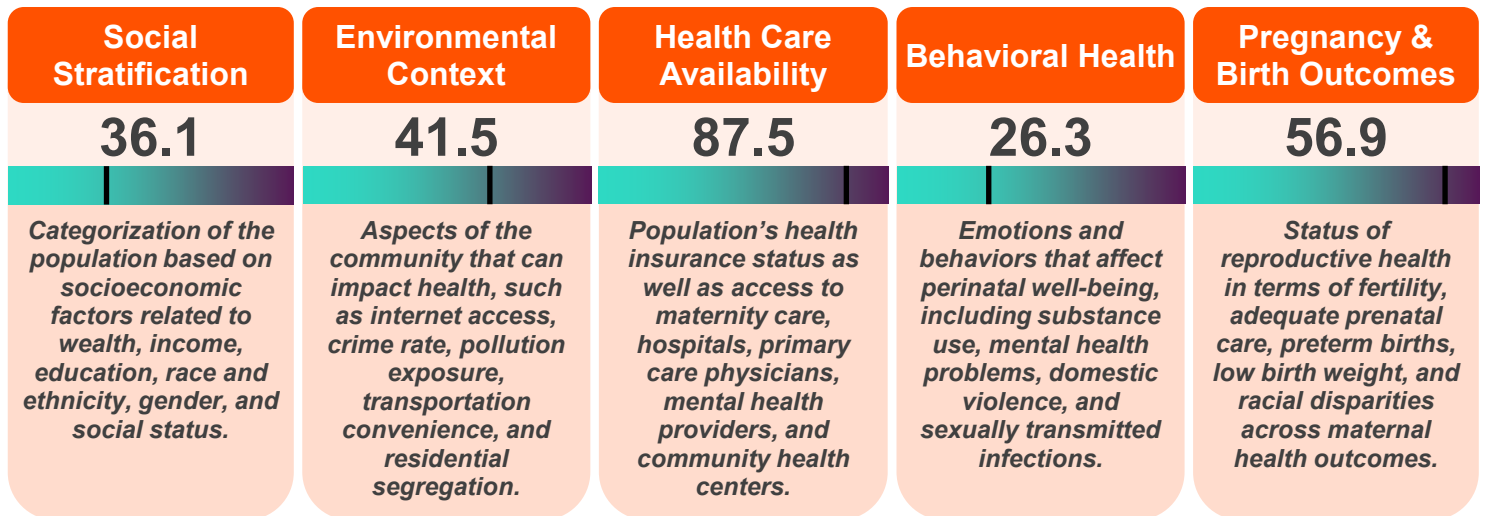 Social
Stratification
36.1
Categorization of the
population based on
socioeconomic
factors related to
wealth, income,
education, race and
ethnicity, gender, and
social status.
Environmental
Context
41.5
Aspects of the
community that can
impact health, such
as internet access,
crime rate, pollution
exposure,
transportation
convenience, and
residential
segregation.
Health Care
Availability
87.5
Population’s health
insurance status as
well as access to
maternity care,
hospitals, primary
care physicians,
mental health
providers, and
community health
centers.
Behavioral Health
26.3
Emotions and
behaviors that affect
perinatal well-being,
including substance
use, mental health
problems, domestic
violence, and
sexually transmitted
infections.
Pregnancy &
Birth Outcomes
56.9
Status of
reproductive health
in terms of fertility,
adequate prenatal
care, preterm births,
low birth weight, and
racial disparities
across maternal
health outcomes.